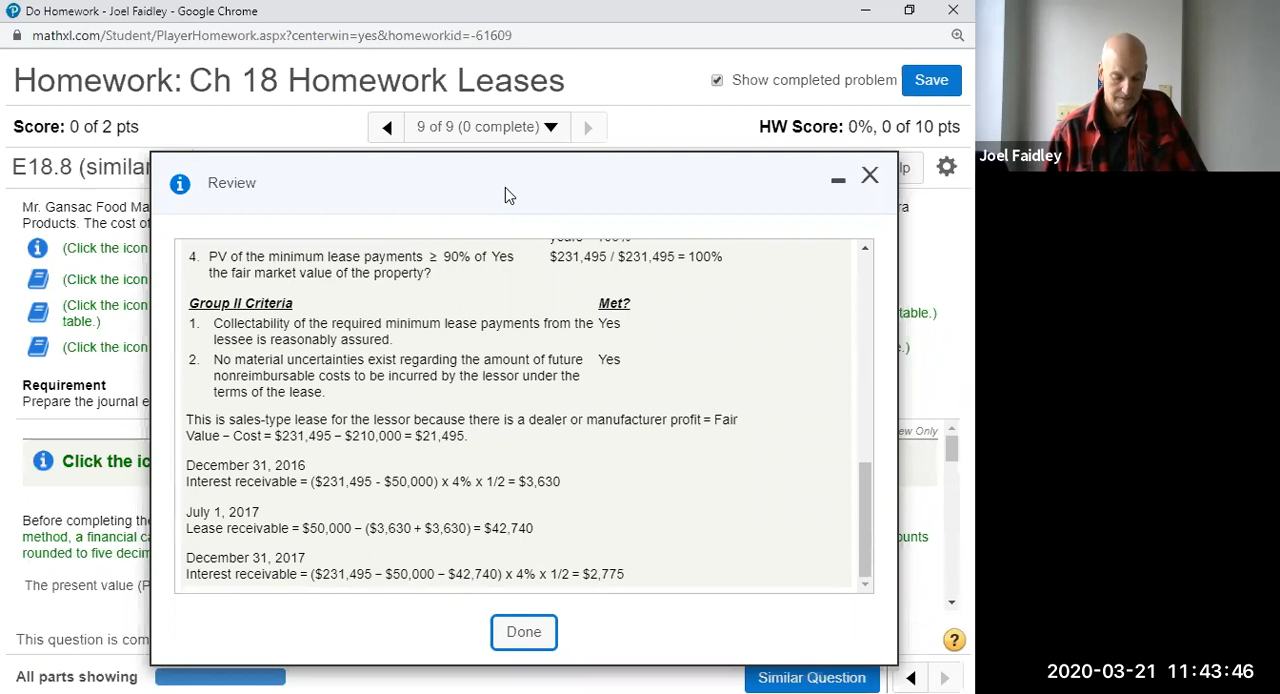 Do Homework - Joel Faidley - Google Chrome
mathxl.com/Student/PlayerHomework.aspx?centerwin=yes&homeworkid=-61609
Homework: Ch 18 Homework Leases
Show completed problem
Save
Score: 0 of 2 pts
9 of 9 (0 complete)
HW Score: 0%, 0 of 10 pts
E18.8 (similar
lp
Mr. Gansac Food Ma
ra
Products. The cost of
(Click the icon
(Click the icon
(Click the icon
table.)
table.)
(Click the icon
.)
Requirement
Prepare the journal e
ew Only
Click the ic
Before completing the
method, a financial ca
ounts
rounded to five decim
The present value (P
This question is com
All parts showing
Similar Question
?
Review
years = 100%
4. PV of the minimum lease payments ≥ 90% of Yes $231,495 / $231,495 = 100%
the fair market value of the property?
Group II Criteria Met?
1. Collectability of the required minimum lease payments from the Yes
lessee is reasonably assured.
2. No material uncertainties exist regarding the amount of future Yes
nonreimbursable costs to be incurred by the lessor under the
terms of the lease.
This is sales-type lease for the lessor because there is a dealer or manufacturer profit = Fair
Value – Cost = $231,495 – $210,000 = $21,495.
December 31, 2016
Interest receivable = ($231,495 - $50,000) x 4% x 1/2 = $3,630
July 1, 2017
Lease receivable = $50,000 – ($3,630 + $3,630) = $42,740
December 31, 2017
Interest receivable = ($231,495 – $50,000 – $42,740) x 4% x 1/2 = $2,775
Done
Joel Faidley
2020-03-21 11:43:46